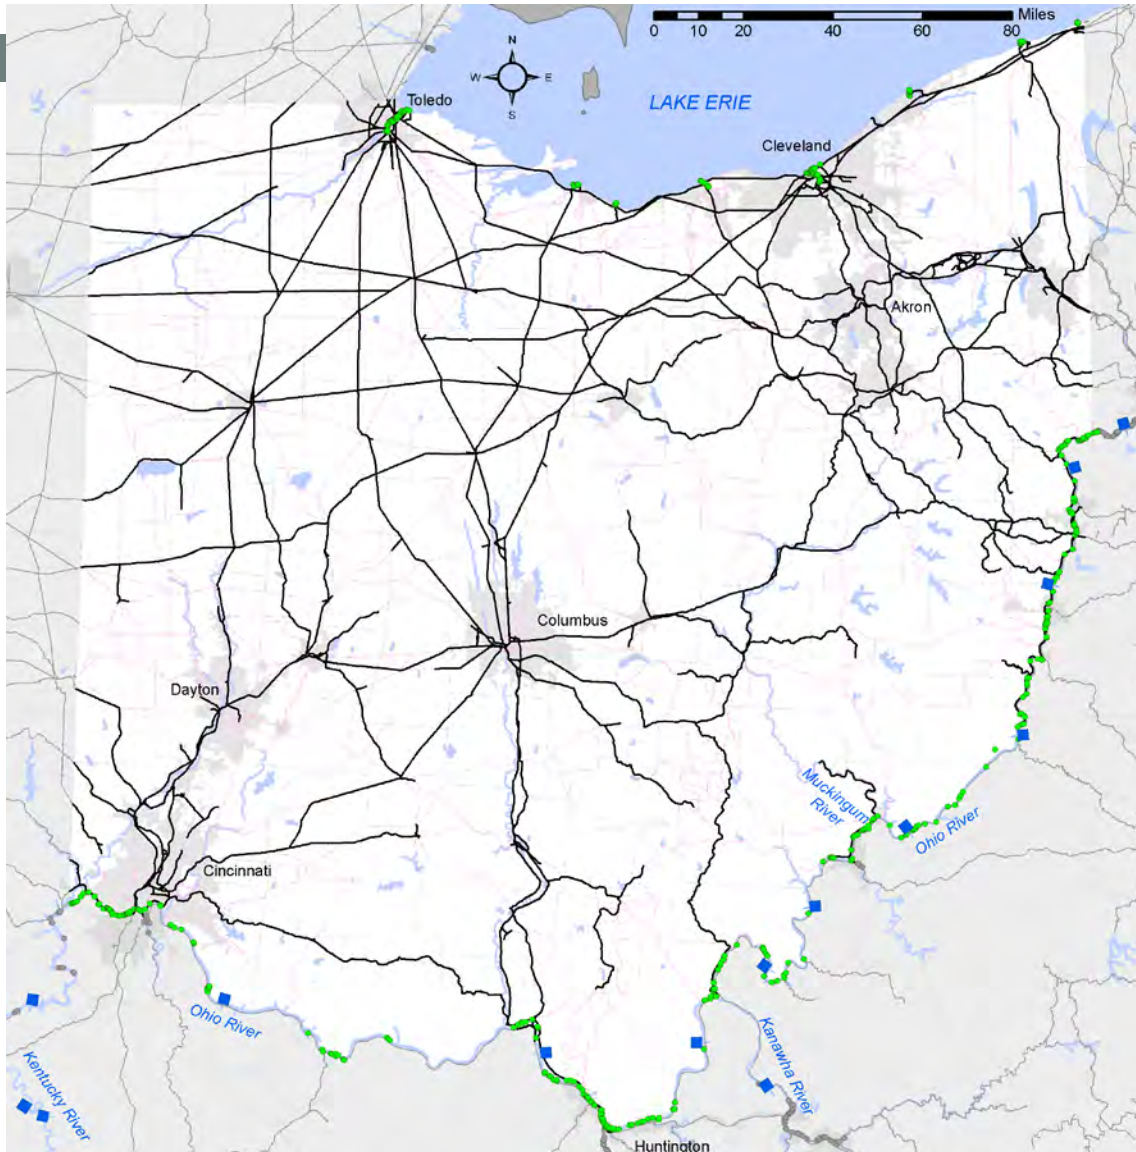 Miles
0 10 20 40 60 80
N
W E
S
Toledo
LAKE ERIE
Cleveland
Akron
Columbus
Dayton
Muckingum
River
Ohio River
Cincinnati
Ohio River
Kanawha River
Kentucky River
Huntington